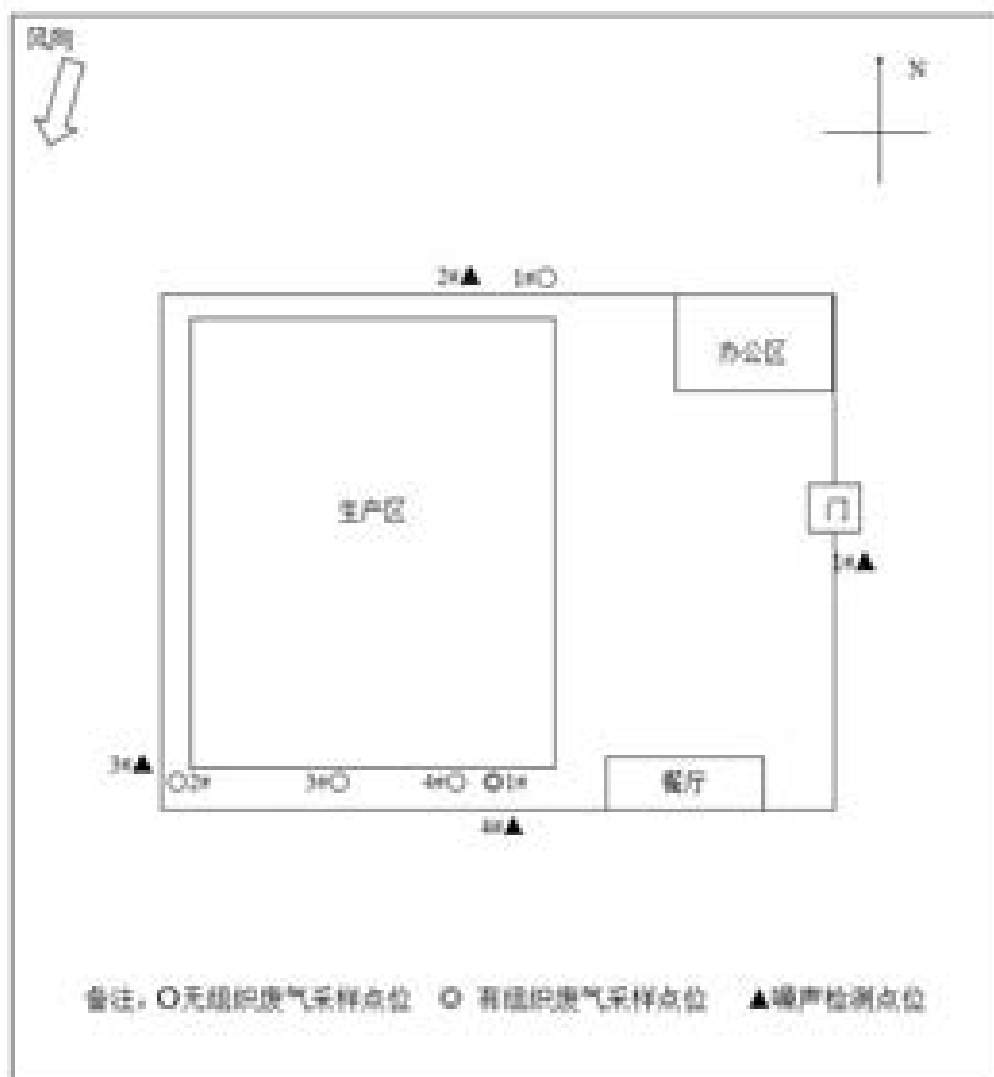 风向
N
2#▲ 1#○
办公区
生产区
门
1#▲
3#▲
○2# 3#○ 4#○ ◎1#
餐厅
4#▲
备注：○无组织废气采样点位 ◎ 有组织废气采样点位 ▲噪声检测点位